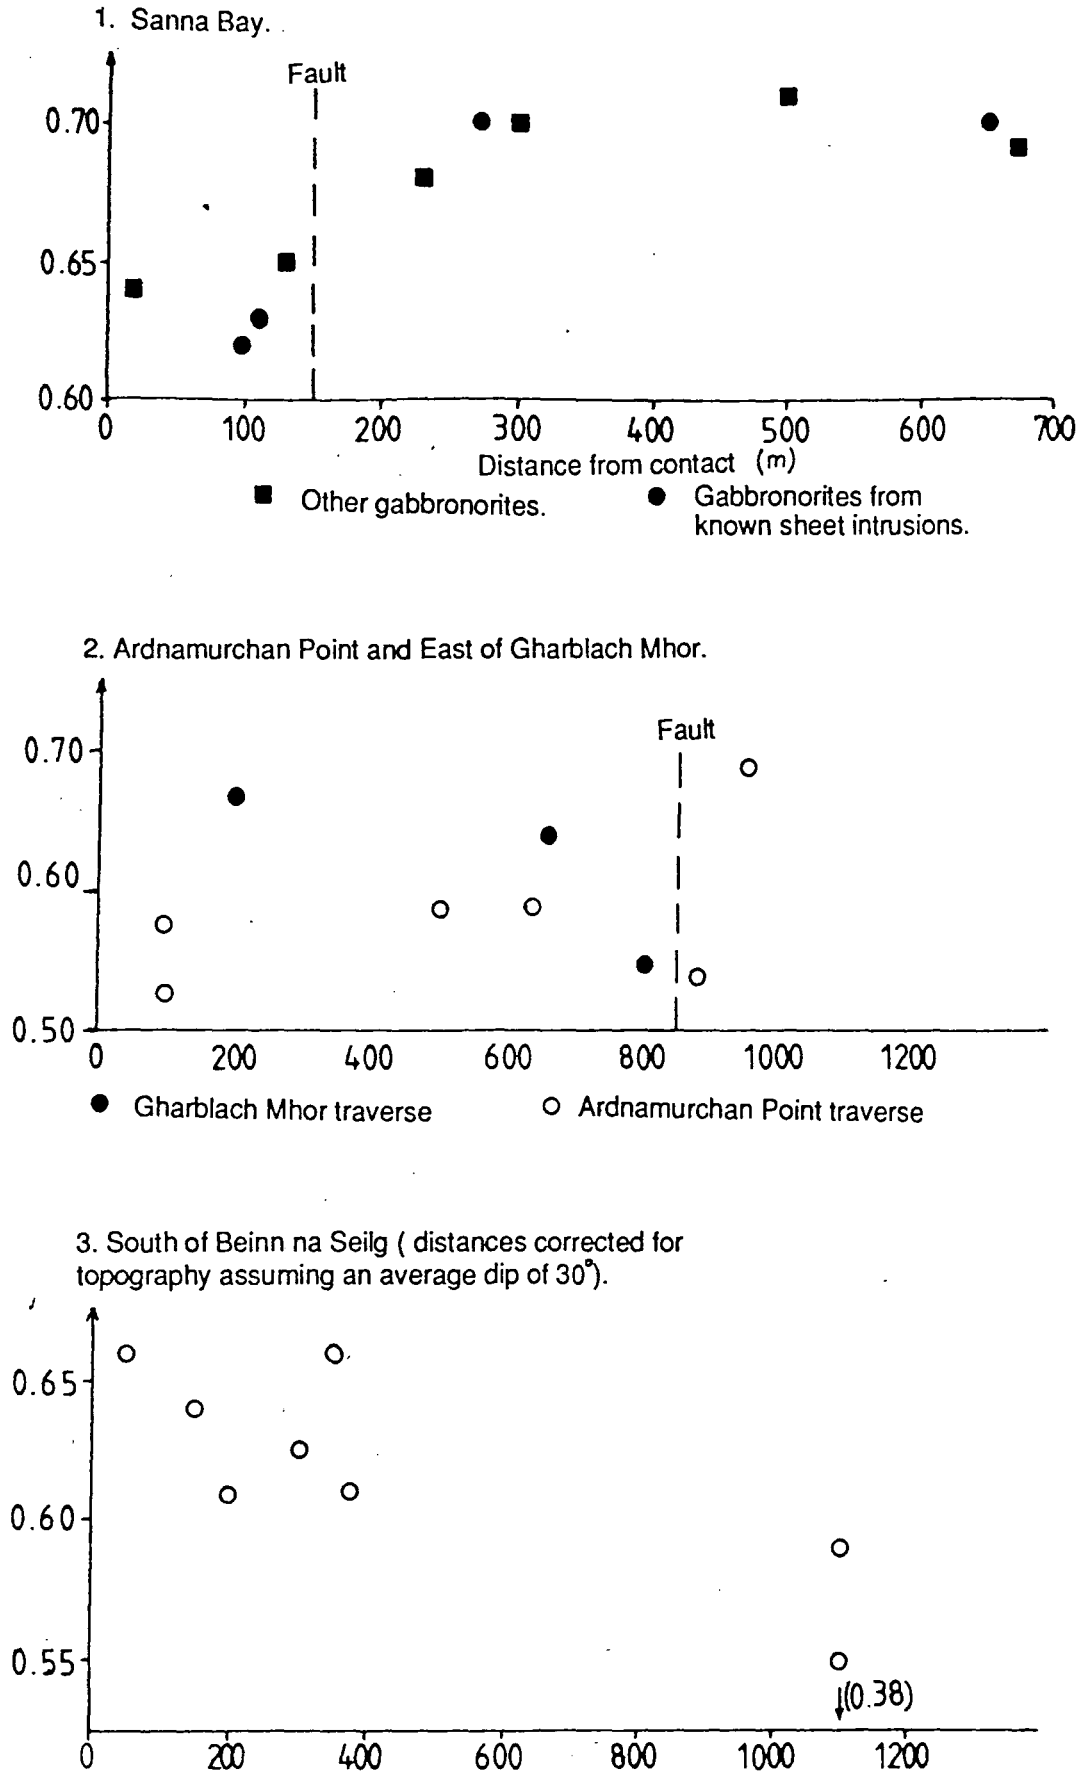 1. Sanna Bay.
Fault
0.70
0.65
0.60
0 100 200 300 400 500 600 700
Distance from contact (m)
Other gabbronorites.
Gabbronorites from
known sheet intrusions.
2. Ardnamurchan Point and East of Gharblach Mhor.
Fault
0.70
0.60
0.50
0 200 400 600 800 1000 1200
Gharblach Mhor traverse
Ardnamurchan Point traverse
3. South of Beinn na Seilg ( distances corrected for
topography assuming an average dip of 30°).
0.65
0.60
0.55
(0.38)
0 200 400 600 800 1000 1200